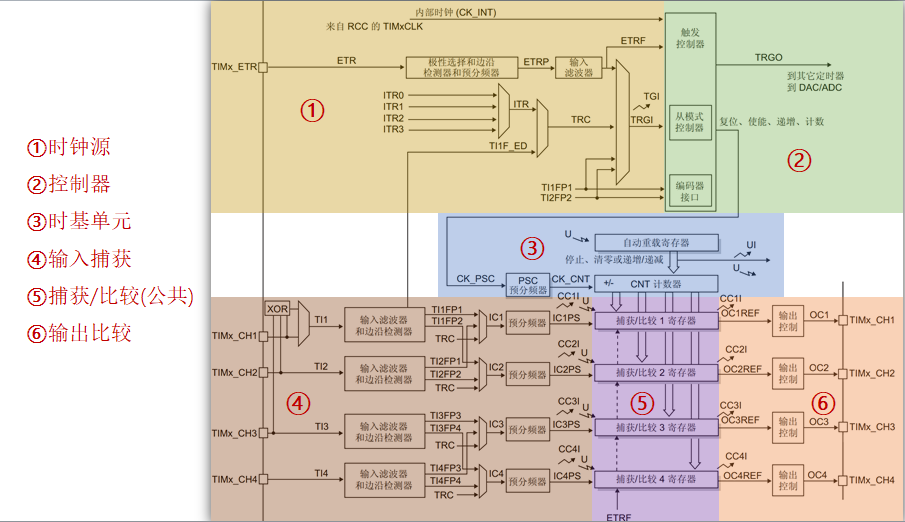 ①时钟源
②控制器
③时基单元
④输入捕获
⑤捕获/比较(公共)
⑥输出比较
内部时钟 (CK_INT)
来自 RCC 的 TIMxCLK
触发
控制器
ETRF
TRGO
到其它定时器
到 DAC/ADC
TIMx_ETR
ETR
极性选择和边沿
检测器和预分频器
ETRP
输入
滤波器
TGI
ITR0
ITR1
ITR2
ITR3
ITR
TRC
TRGI
从模式
控制器
复位、使能、递增、计数
①
②
TI1F_ED
TI1FP1
TI2FP2
编码器
接口
③
U
自动重载寄存器
UI
停止、清零或递增/递减
U
CK_PSC
PSC
预分频器
CK_CNT
+/-
CNT 计数器
XOR
TI1
输入滤波器
和边沿检测器
TI1FP1
TI1FP2
TRC
IC1
预分频器
CC1I
U
IC1PS
捕获/比较 1 寄存器
CC1I
OC1REF
输出
控制
OC1
TIMx_CH1
TIMx_CH1
TIMx_CH2
TI2
输入滤波器
和边沿检测器
TI2FP1
TI2FP2
TRC
IC2
预分频器
CC2I
U
IC2PS
捕获/比较 2 寄存器
CC2I
OC2REF
输出
控制
OC2
TIMx_CH2
④
⑤
⑥
TIMx_CH3
TI3
输入滤波器
和边沿检测器
TI3FP3
TI3FP4
TRC
IC3
预分频器
CC3I
U
IC3PS
捕获/比较 3 寄存器
CC3I
OC3REF
输出
控制
OC3
TIMx_CH3
TIMx_CH4
TI4
输入滤波器
和边沿检测器
TI4FP3
TI4FP4
TRC
IC4
预分频器
CC4I
U
IC4PS
捕获/比较 4 寄存器
CC4I
OC4REF
输出
控制
OC4
TIMx_CH4
ETRF